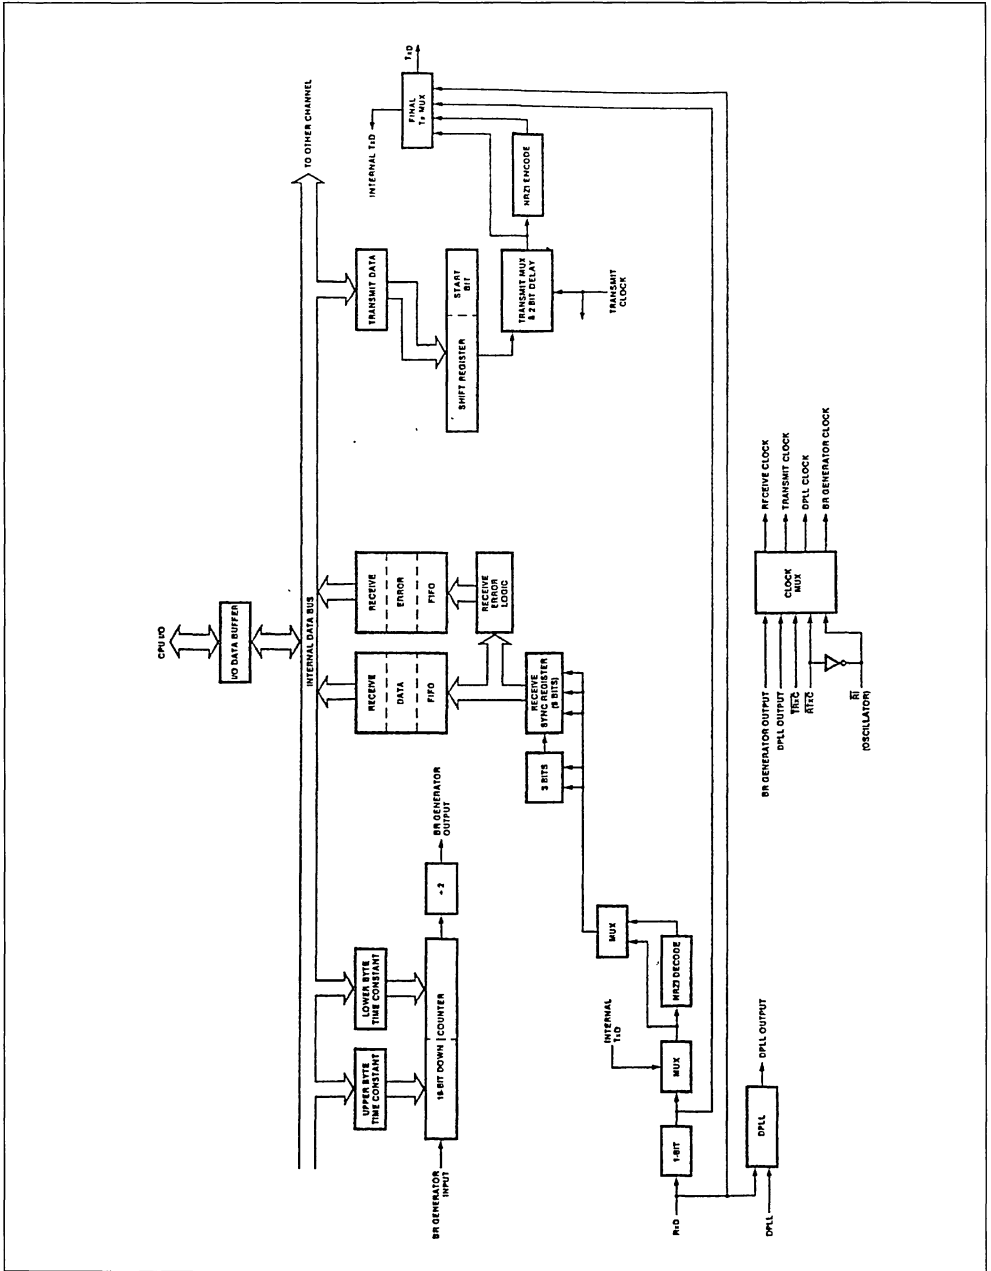 CPU I/O
I/O DATA BUFFER
INTERNAL DATA BUS
TO OTHER CHANNEL
UPPER BYTE
TIME CONSTANT
LOWER BYTE
TIME CONSTANT
BR GENERATOR
INPUT
16-BIT DOWN COUNTER
÷ 2
BR GENERATOR
OUTPUT
RECEIVE
DATA
FIFO
RECEIVE
ERROR
FIFO
RECEIVE
ERROR
LOGIC
3 BITS
RECEIVE
SYNC REGISTER
(8 BITS)
TRANSMIT DATA
SHIFT REGISTER
START
BIT
TRANSMIT MUX
& 2 BIT DELAY
TRANSMIT
CLOCK
NRZI ENCODE
INTERNAL TxD
FINAL
Tx MUX
TxD
RxD
1-BIT
INTERNAL
TxD
MUX
NRZI DECODE
MUX
DPLL
DPLL
DPLL OUTPUT
BR GENERATOR OUTPUT
DPLL OUTPUT
TRxC
RTxC
RI
(OSCILLATOR)
CLOCK
MUX
RECEIVE CLOCK
TRANSMIT CLOCK
DPLL CLOCK
BR GENERATOR CLOCK